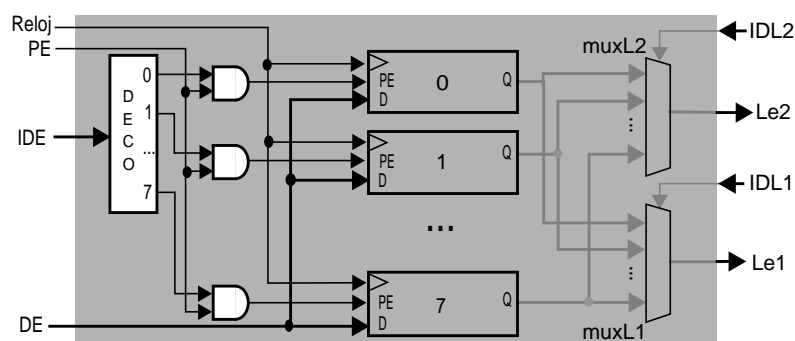 Reloj
PE
IDE
DE
DECO
0
1
...
7
PE
D
0
Q
PE
D
1
Q
...
PE
D
7
Q
muxL2
...
IDL2
Le2
IDL1
...
Le1
muxL1